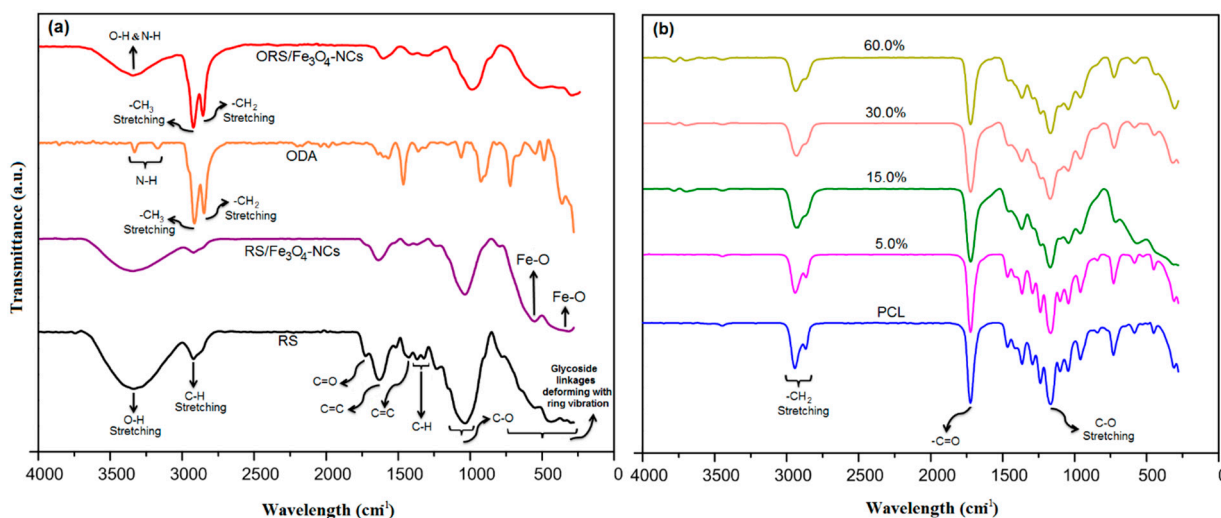 (a)
O-H & N-H
ORS/Fe₃O₄-NCs
-CH₃
Stretching
-CH₂
Stretching
ODA
N-H
-CH₃
Stretching
-CH₂
Stretching
RS/Fe₃O₄-NCs
Fe-O
Fe-O
RS
O-H
Stretching
C-H
Stretching
C=O
C=C
C=C
C-H
C-O
Glycoside
linkages
deforming with
ring vibration
Transmittance (a.u.)
4000 3500 3000 2500 2000 1500 1000 500 0
Wavelength (cm⁻¹)
(b)
60.0%
30.0%
15.0%
5.0%
PCL
-CH₂
Stretching
-C=O
C-O
Stretching
4000 3500 3000 2500 2000 1500 1000 500 0
Wavelength (cm⁻¹)